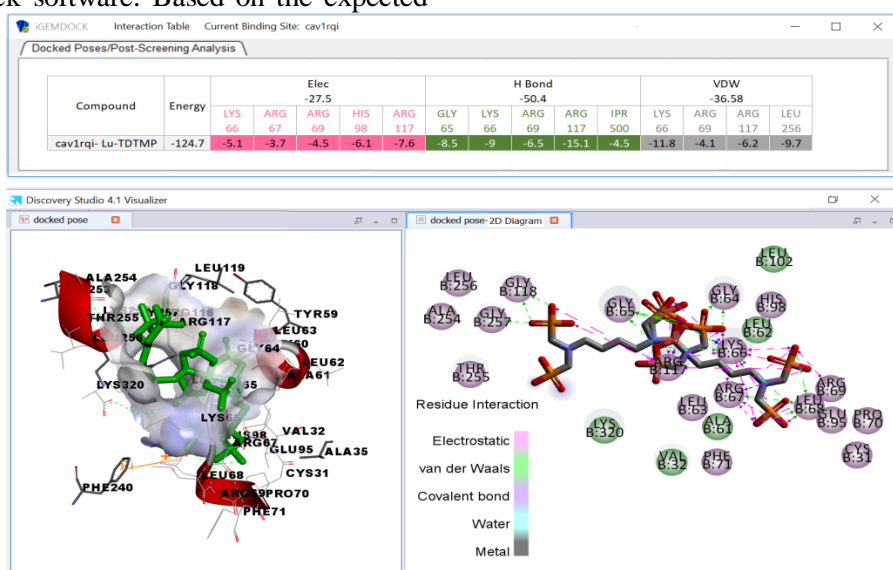 ck software. Based on the expected
iGEMDOCK Interaction Table Current Binding Site: cav1rqi
Docked Poses/Post-Screening Analysis
Compound Energy Elec H Bond VDW
-27.5 -50.4 -36.58
LYS ARG ARG HIS ARG GLY LYS ARG ARG IPR LYS ARG ARG LEU
66 67 69 98 117 65 66 69 117 500 66 69 117 256
cav1rqi- Lu-TDTMP -124.7 -5.1 -3.7 -4.5 -6.1 -7.6 -8.5 -9 -6.5 -15.1 -4.5 -11.8 -4.1 -6.2 -9.7
Discovery Studio 4.1 Visualizer
docked pose
LEU119
ALA254
GLY118
THR255
ARG117
TYR59
LEU63
GLY64
LEU62
ALA61
LYS320
VAL32
ARG67
GLU95
ALA35
CYS31
LEU68
PHE240
ARG69
PRO70
PHE71
docked pose- 2D Diagram
LEU
B:102
LEU
B:256
GLY
B:118
GLY
B:65
GLY
B:64
HIS
B:98
ALA
B:254
GLY
B:257
LEU
B:62
LYS
B:66
THR
B:255
ARG
B:117
ARG
B:67
ARG
B:69
LEU
B:63
LEU
B:68
GLU
B:95
PRO
B:70
LYS
B:320
ALA
B:61
CYS
B:31
VAL
B:32
PHE
B:71
Residue Interaction
Electrostatic
van der Waals
Covalent bond
Water
Metal